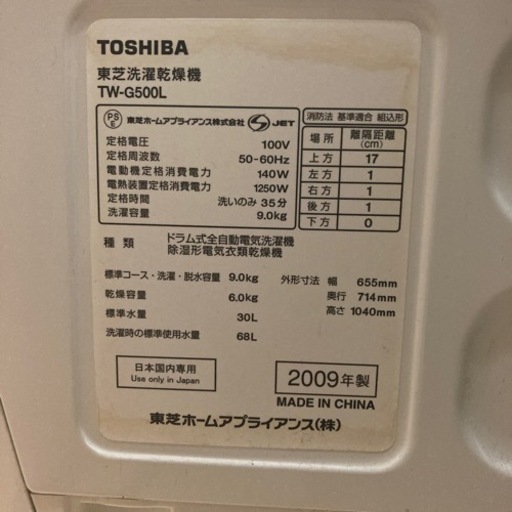 TOSHIBA
東芝洗濯乾燥機
TW-G500L
PS E 東芝ホームアプライアンス株式会社 S JET
定格電圧 100V
定格周波数 50-60Hz
電動機定格消費電力 140W
電熱装置定格消費電力 1250W
定格時間 洗いのみ 35分
洗濯容量 9.0kg
消防法 基準適合 組込形
場所 離隔距離(cm)
上方 17
左方 1
右方 1
後方 1
下方 0
種類 ドラム式全自動電気洗濯機
除湿形電気衣類乾燥機
標準コース・洗濯・脱水容量 9.0kg
乾燥容量 6.0kg
標準水量 30L
洗濯時の標準使用水量 68L
外形寸法 幅 655mm
奥行 714mm
高さ 1040mm
日本国内専用
Use only in Japan
2009年製
MADE IN CHINA
東芝ホームアプライアンス(株)